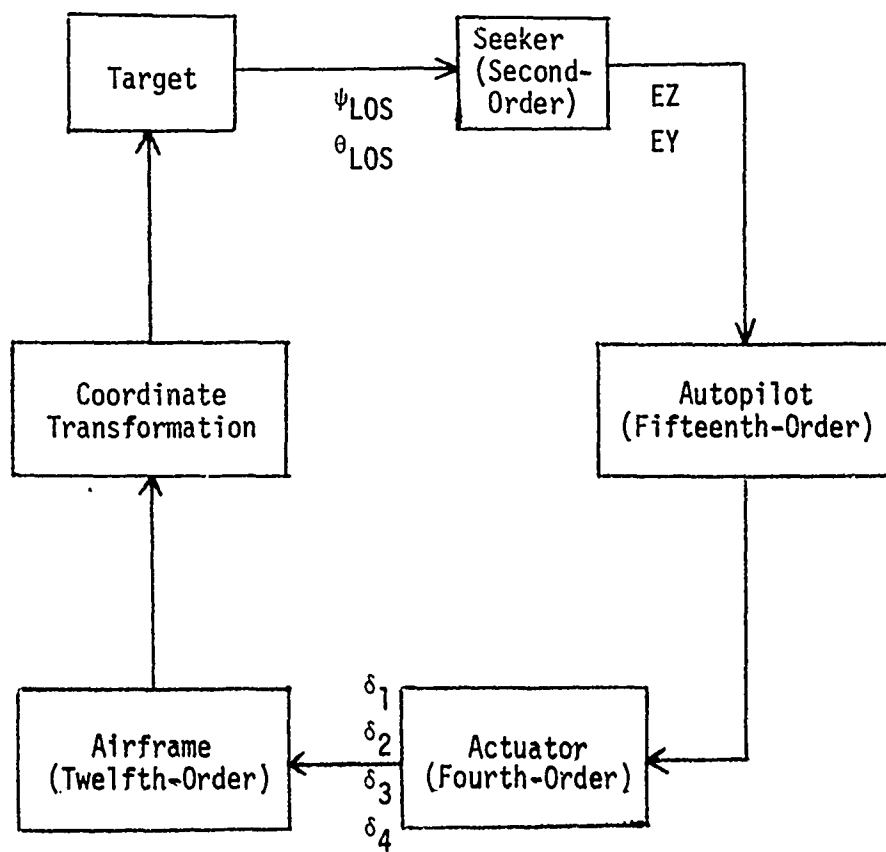 Target
ψLOS
θLOS
Seeker
(Second-
Order)
EZ
EY
Coordinate
Transformation
Autopilot
(Fifteenth-Order)
Airframe
(Twelfth-Order)
δ1
δ2
δ3
δ4
Actuator
(Fourth-Order)